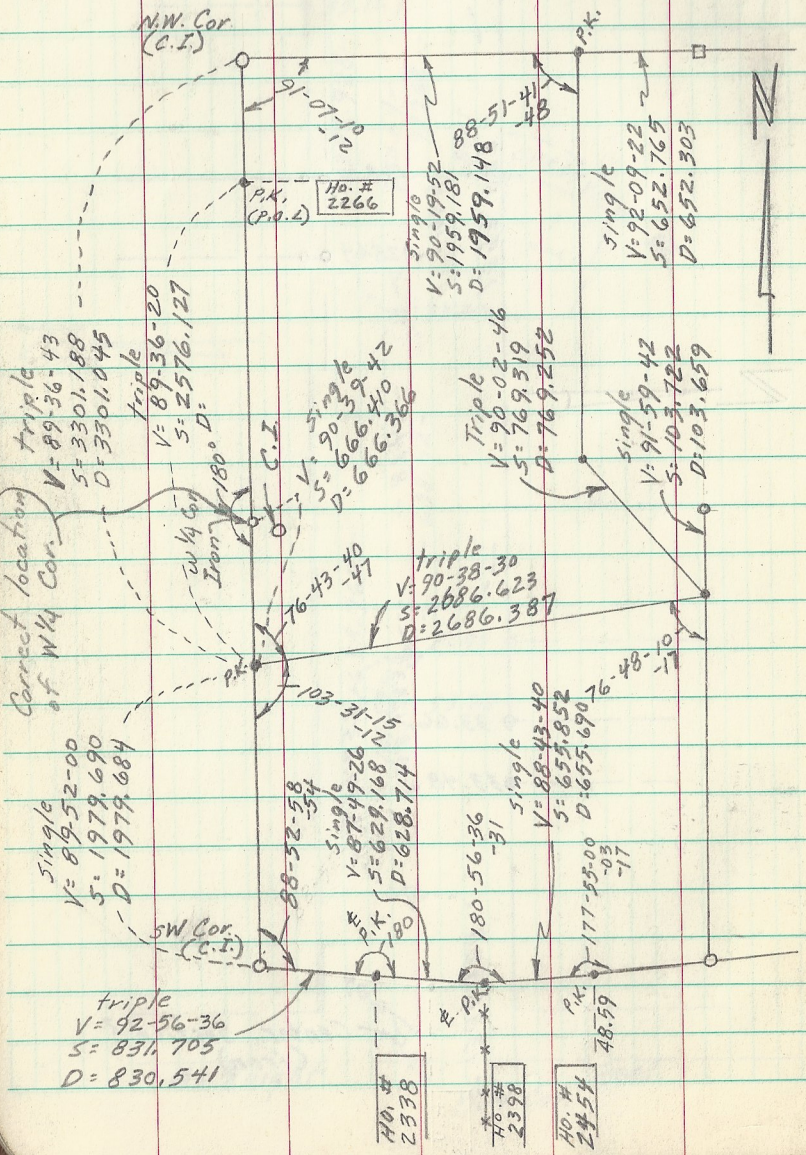 N.W. Cor.
(C.I.)
P.K.
N
91-07-01
-12
88-51-41
-48
P.K.
(P.O.L)
Ho. #
2266
single
V=90-19-52
S=1959.181
D=1959.148
single
V=92-09-22
S=652.765
D=652.303
triple
V=89-36-43
S=3301.188
D=3301.045
triple
V=89-36-20
S=2576.127
D=
Correct location
of W 1/4 Cor.
180°
C.I.
W 1/4 Cor
Iron
single
V= 90-39-42
S= 666.410
D= 666.366
Triple
V=90-02-46
S=769.319
D=769.252
single
V=91-59-42
S=103.722
D=103.659
76-43-40
-47
triple
V=90-38-30
S=2686.623
D=2686.387
P.K.
103-31-15
-12
76-48-10
-17
single
V=89-52-00
S=1979.690
D=1979.684
88-52-58
-54
single
V=87-49-26
S=629.168
D=628.714
180-56-36
-31
single
V=88-43-40
S=655.852
D=655.690
177-55-00
-03
-17
SW Cor.
(C.I.)
℄
P.K.
180
℄ P.K.
P.K.
48.59
triple
V= 92-56-36
S= 831.705
D= 830.541
HO. #
2338
HO. #
2398
HO. #
2454